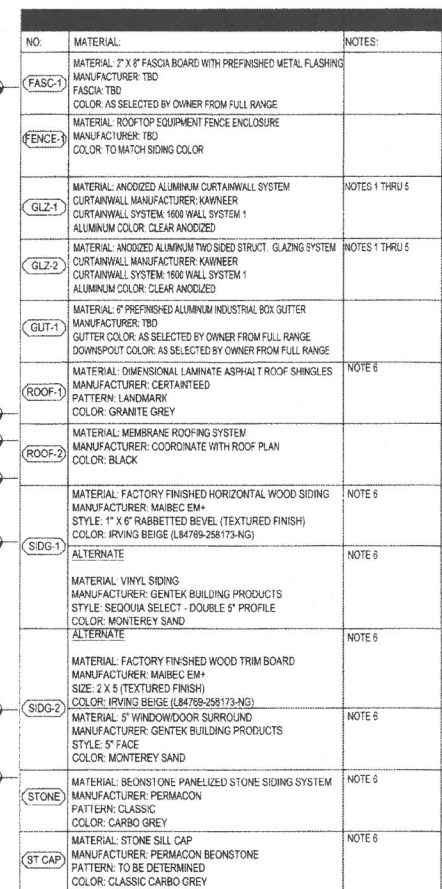 NO: MATERIAL: NOTES:
FASC-1
MATERIAL: 2" X 8" FASCIA BOARD WITH PREFINISHED METAL FLASHING
MANUFACTURER: TBD
FASCIA: TBD
COLOR: AS SELECTED BY OWNER FROM FULL RANGE
FENCE-1
MATERIAL: ROOFTOP EQUIPMENT FENCE ENCLOSURE
MANUFACTURER: TBD
COLOR: TO MATCH SIDING COLOR
GLZ-1
MATERIAL: ANODIZED ALUMINUM CURTAINWALL SYSTEM NOTES 1 THRU 5
CURTAINWALL MANUFACTURER: KAWNEER
CURTAINWALL SYSTEM: 1600 WALL SYSTEM 1
ALUMINUM COLOR: CLEAR ANODIZED
GLZ-2
MATERIAL: ANODIZED ALUMINUM TWO SIDED STRUCT. GLAZING SYSTEM NOTES 1 THRU 5
CURTAINWALL MANUFACTURER: KAWNEER
CURTAINWALL SYSTEM: 1600 WALL SYSTEM 1
ALUMINUM COLOR: CLEAR ANODIZED
GUT-1
MATERIAL: 6" PREFINISHED ALUMINUM INDUSTRIAL BOX GUTTER
MANUFACTURER: TBD
GUTTER COLOR: AS SELECTED BY OWNER FROM FULL RANGE
DOWNSPOUT COLOR: AS SELECTED BY OWNER FROM FULL RANGE
ROOF-1
MATERIAL: DIMENSIONAL LAMINATE ASPHALT ROOF SHINGLES NOTE 6
MANUFACTURER: CERTAINTEED
PATTERN: LANDMARK
COLOR: GRANITE GREY
ROOF-2
MATERIAL: MEMBRANE ROOFING SYSTEM
MANUFACTURER: COORDINATE WITH ROOF PLAN
COLOR: BLACK
SIDG-1
MATERIAL: FACTORY FINISHED HORIZONTAL WOOD SIDING NOTE 6
MANUFACTURER: MAIBEC EM+
STYLE: 1" X 6" RABBETTED BEVEL (TEXTURED FINISH)
COLOR: IRVING BEIGE (L84769-258173-NG)
ALTERNATE NOTE 6
MATERIAL: VINYL SIDING
MANUFACTURER: GENTEK BUILDING PRODUCTS
STYLE: SEQOUIA SELECT - DOUBLE 5" PROFILE
COLOR: MONTEREY SAND
SIDG-2
ALTERNATE NOTE 6
MATERIAL: FACTORY FINISHED WOOD TRIM BOARD
MANUFACTURER: MAIBEC EM+
SIZE: 2 X 5 (TEXTURED FINISH)
COLOR: IRVING BEIGE (L84769-258173-NG)
MATERIAL: 5" WINDOW/DOOR SURROUND NOTE 6
MANUFACTURER: GENTEK BUILDING PRODUCTS
STYLE: 5" FACE
COLOR: MONTEREY SAND
STONE
MATERIAL: BEONSTONE PANELIZED STONE SIDING SYSTEM NOTE 6
MANUFACTURER: PERMACON
PATTERN: CLASSIC
COLOR: CARBO GREY
ST CAP
MATERIAL: STONE SILL CAP NOTE 6
MANUFACTURER: PERMACON BEONSTONE
PATTERN: TO BE DETERMINED
COLOR: CLASSIC CARBO GREY